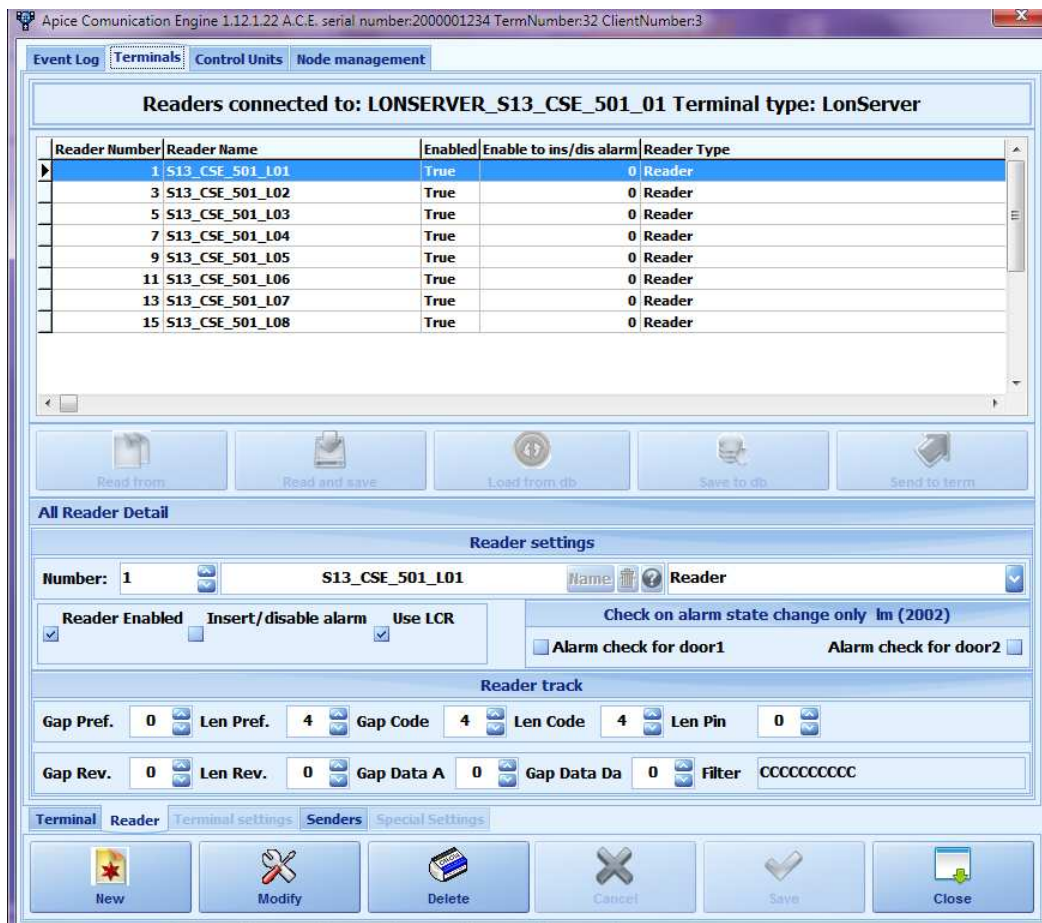 Apice Comunication Engine 1.12.1.22 A.C.E. serial number:2000001234 TermNumber:32 ClientNumber:3
Event Log Terminals Control Units Node management
Readers connected to: LONSERVER_S13_CSE_501_01 Terminal type: LonServer
Reader Number Reader Name Enabled Enable to ins/dis alarm Reader Type
1 S13_CSE_501_L01 True 0 Reader
3 S13_CSE_501_L02 True 0 Reader
5 S13_CSE_501_L03 True 0 Reader
7 S13_CSE_501_L04 True 0 Reader
9 S13_CSE_501_L05 True 0 Reader
11 S13_CSE_501_L06 True 0 Reader
13 S13_CSE_501_L07 True 0 Reader
15 S13_CSE_501_L08 True 0 Reader
Read from Read and save Load from db Save to db Send to term
All Reader Detail
Reader settings
Number: 1 S13_CSE_501_L01 Name Reader
Reader Enabled Insert/disable alarm Use LCR
Check on alarm state change only lm (2002)
Alarm check for door1 Alarm check for door2
Reader track
Gap Pref. 0 Len Pref. 4 Gap Code 4 Len Code 4 Len Pin 0
Gap Rev. 0 Len Rev. 0 Gap Data A 0 Gap Data Da 0 Filter CCCCCCCCCC
Terminal Reader Terminal settings Senders Special Settings
New Modify Delete Cancel Save Close